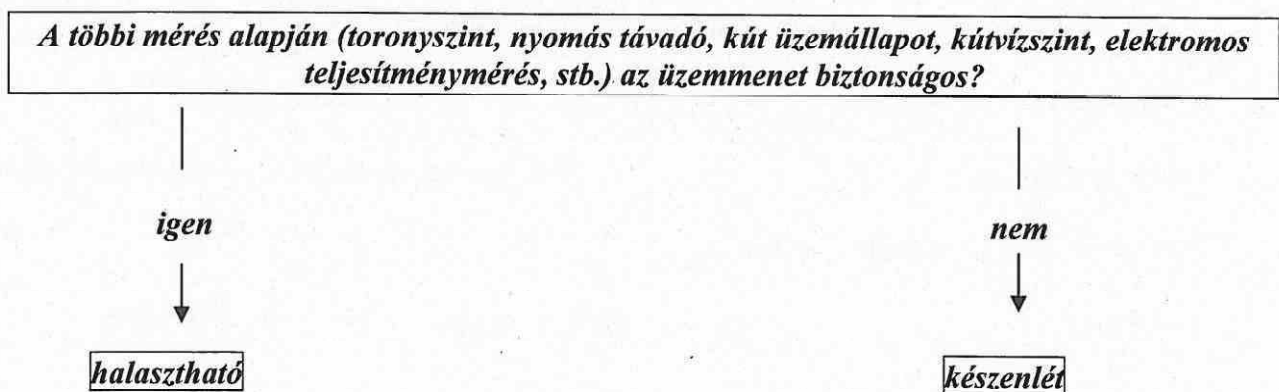 A többi mérés alapján (toronyszint, nyomás távadó, kút üzemállapot, kútvízszint, elektromos
teljesítménymérés, stb.) az üzemmenet biztonságos?
igen
nem
halasztható
készenlét